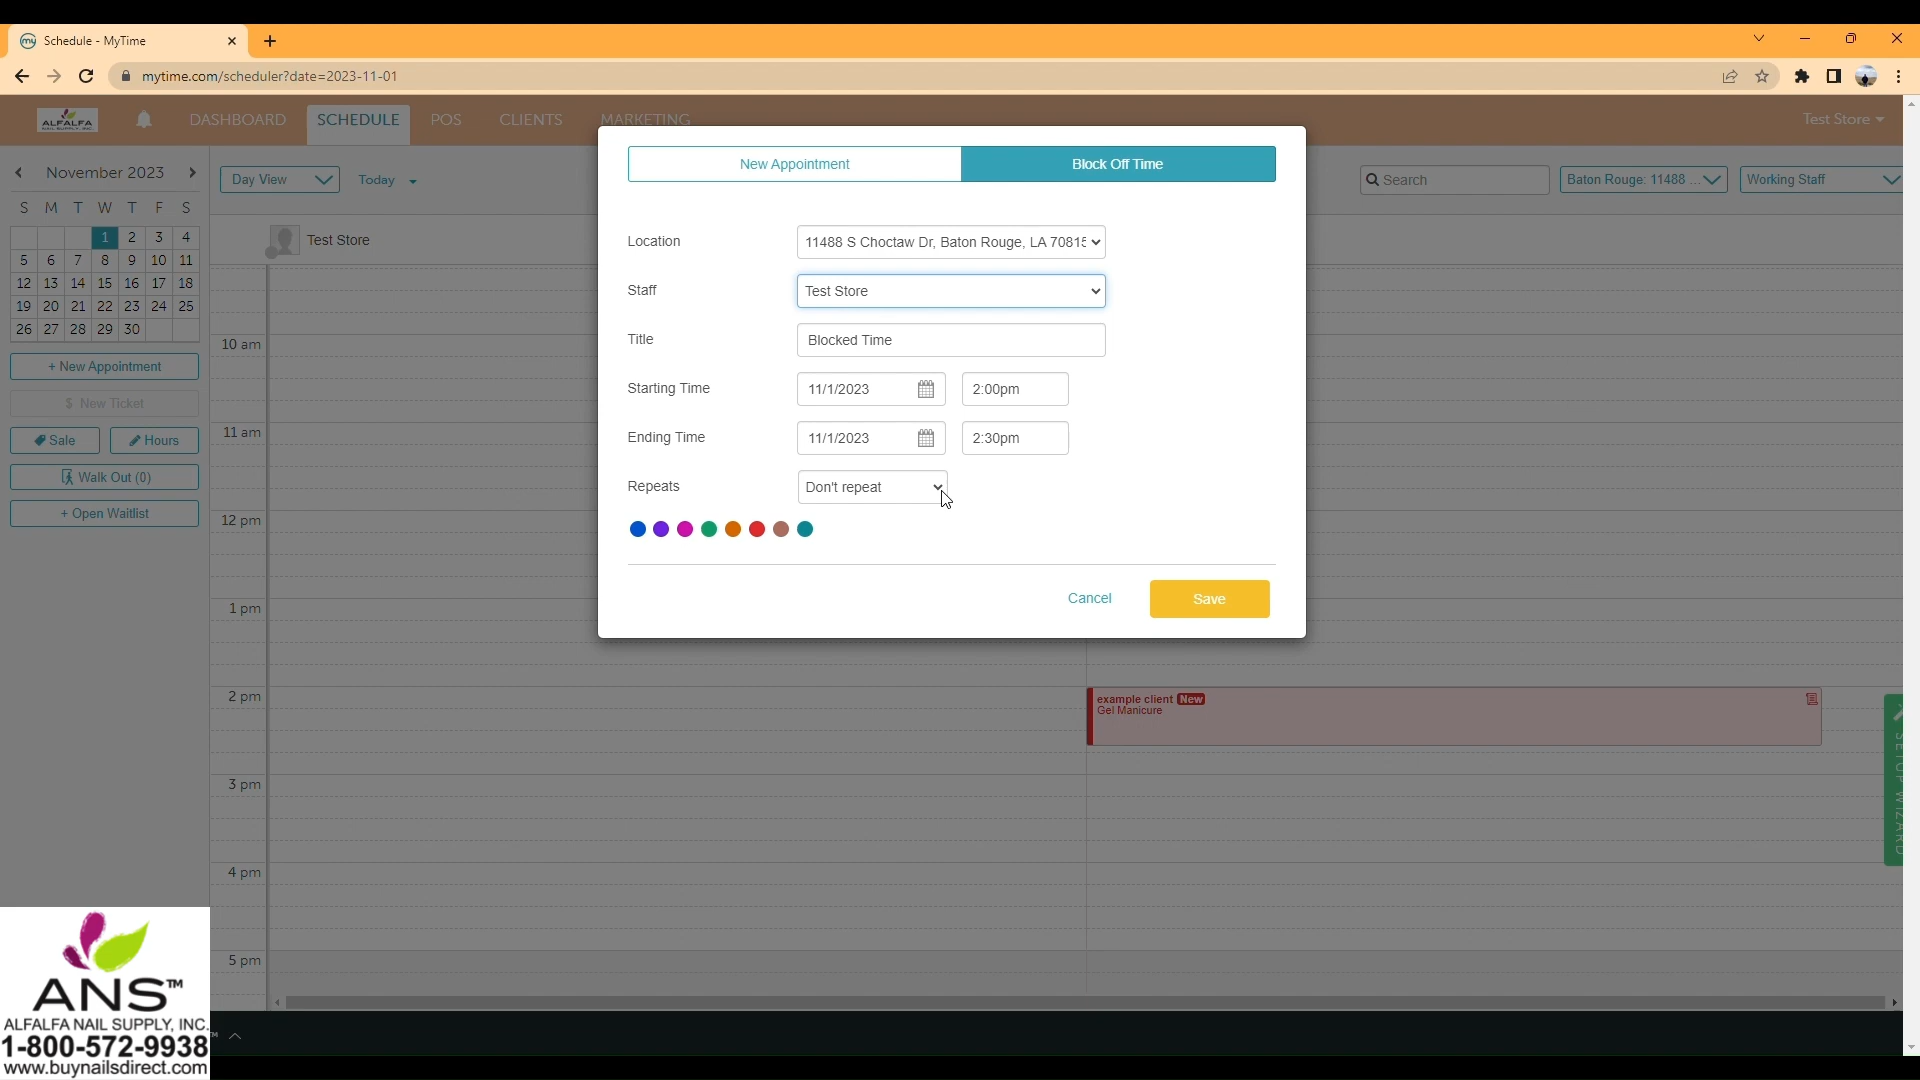 Schedule - MyTime
mytime.com/scheduler?date=2023-11-01
ALFALFA
DASHBOARD
SCHEDULE
POS
CLIENTS
MARKETING
Test Store
November 2023
S M T W T F S
1 2 3 4
5 6 7 8 9 10 11
12 13 14 15 16 17 18
19 20 21 22 23 24 25
26 27 28 29 30
+ New Appointment
$ New Ticket
Sale
Hours
Walk Out (0)
+ Open Waitlist
Day View
Today
Search
Baton Rouge: 11488 ...
Working Staff
Test Store
10 am
11 am
12 pm
1 pm
2 pm
3 pm
4 pm
5 pm
New Appointment
Block Off Time
Location
11488 S Choctaw Dr, Baton Rouge, LA 70815
Staff
Test Store
Title
Blocked Time
Starting Time
11/1/2023
2:00pm
Ending Time
11/1/2023
2:30pm
Repeats
Don't repeat
Cancel
Save
example client New
Gel Manicure
SETUP WIZARD
ANS™
ALFALFA NAIL SUPPLY, INC.
1-800-572-9938
www.buynailsdirect.com